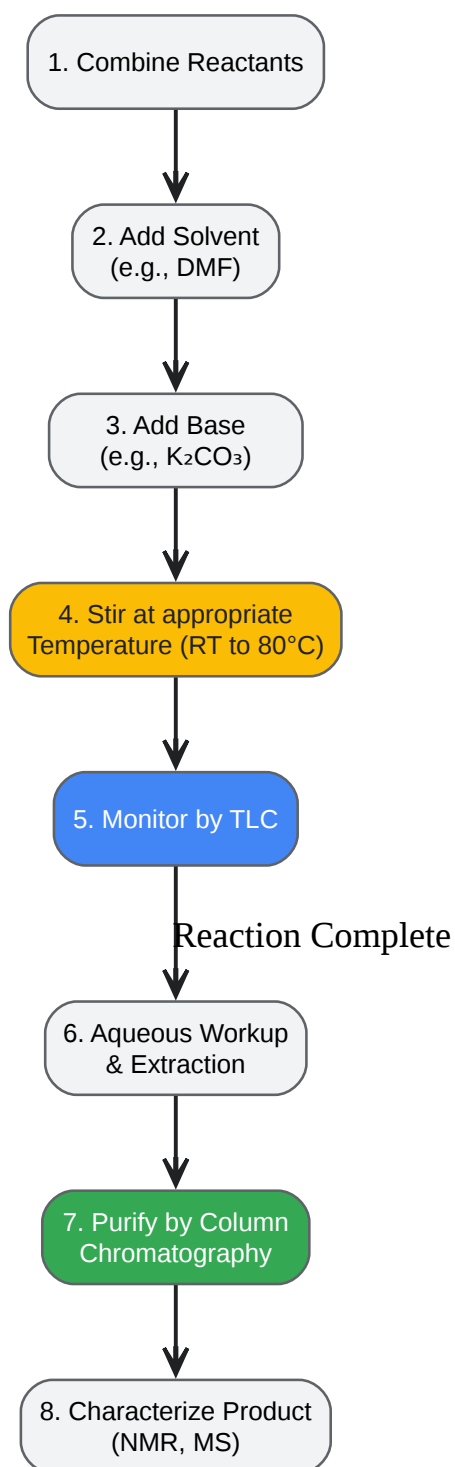 1. Combine Reactants
2. Add Solvent
(e.g., DMF)
3. Add Base
(e.g., K₂CO₃)
4. Stir at appropriate
Temperature (RT to 80°C)
5. Monitor by TLC
Reaction Complete
6. Aqueous Workup
& Extraction
7. Purify by Column
Chromatography
8. Characterize Product
(NMR, MS)